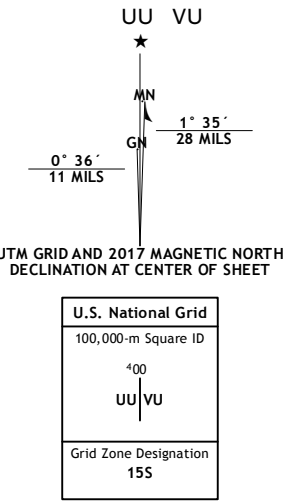 UU VU
★
MN
1° 35´
28 MILS
GN
0° 36´
11 MILS
UTM GRID AND 2017 MAGNETIC NORTH
DECLINATION AT CENTER OF SHEET
U.S. National Grid
100,000-m Square ID
⁴00
UU VU
Grid Zone Designation
15S